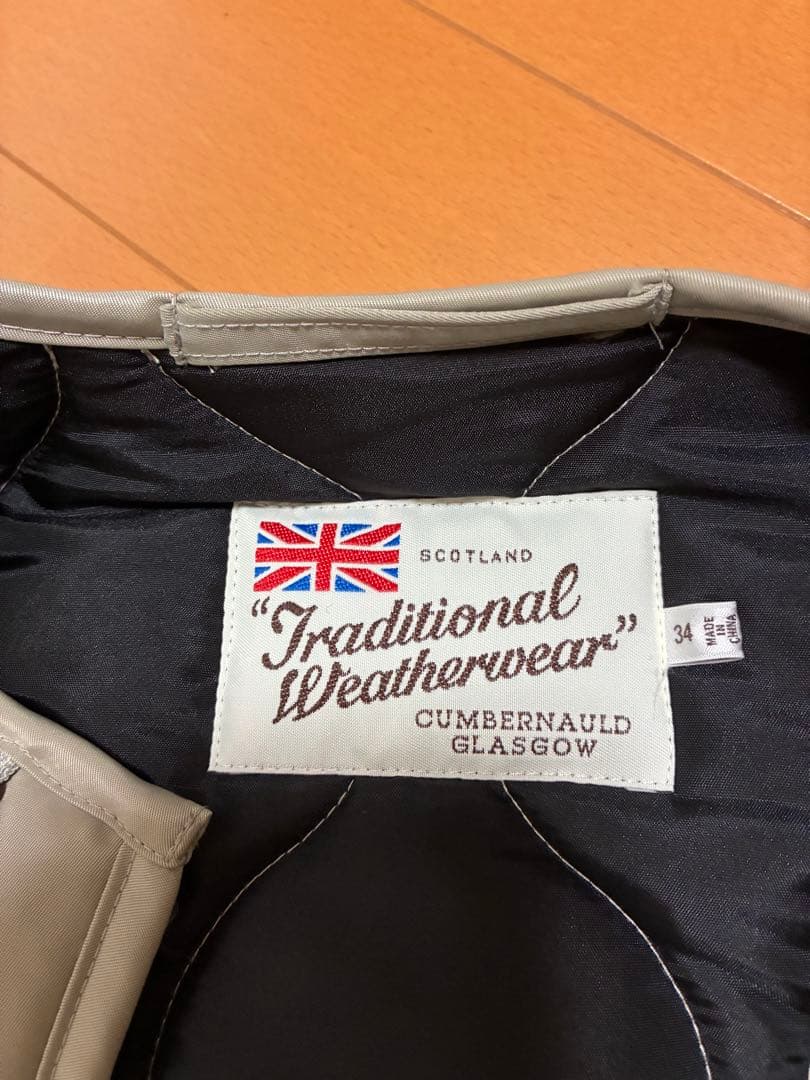 SCOTLAND
"Traditional
Weatherwear"
CUMBERNAULD
GLASGOW
34
MADE
IN
CHINA